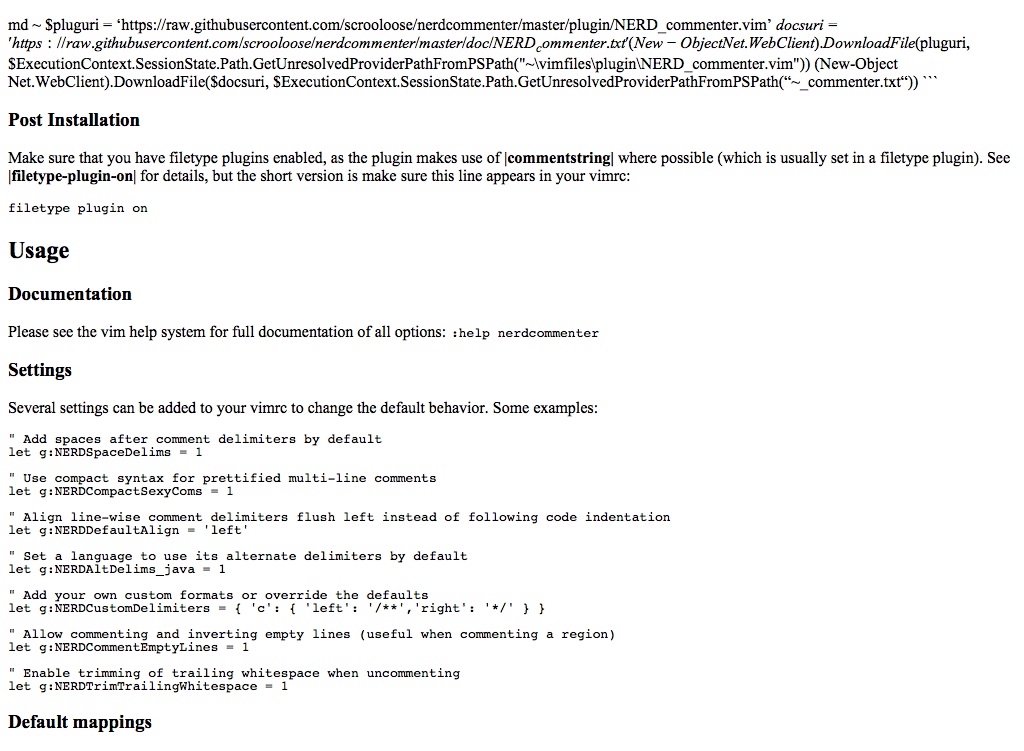 md ~ $pluguri = ‘https://raw.githubusercontent.com/scrooloose/nerdcommenter/master/plugin/NERD_commenter.vim’ docsuri =
'https : //raw.githubusercontent.com/scrooloose/nerdcommenter/master/doc/NERDcommenter.txt'(New − ObjectNet.WebClient).DownloadFile(pluguri,
$ExecutionContext.SessionState.Path.GetUnresolvedProviderPathFromPSPath("~\vimfiles\plugin\NERD_commenter.vim")) (New-Object
Net.WebClient).DownloadFile($docsuri, $ExecutionContext.SessionState.Path.GetUnresolvedProviderPathFromPSPath(“~_commenter.txt“)) ```
Post Installation
Make sure that you have filetype plugins enabled, as the plugin makes use of |commentstring| where possible (which is usually set in a filetype plugin). See
|filetype-plugin-on| for details, but the short version is make sure this line appears in your vimrc:
filetype plugin on
Usage
Documentation
Please see the vim help system for full documentation of all options: :help nerdcommenter
Settings
Several settings can be added to your vimrc to change the default behavior. Some examples:
" Add spaces after comment delimiters by default
let g:NERDSpaceDelims = 1
" Use compact syntax for prettified multi-line comments
let g:NERDCompactSexyComs = 1
" Align line-wise comment delimiters flush left instead of following code indentation
let g:NERDDefaultAlign = 'left'
" Set a language to use its alternate delimiters by default
let g:NERDAltDelims_java = 1
" Add your own custom formats or override the defaults
let g:NERDCustomDelimiters = { 'c': { 'left': '/**','right': '*/' } }
" Allow commenting and inverting empty lines (useful when commenting a region)
let g:NERDCommentEmptyLines = 1
" Enable trimming of trailing whitespace when uncommenting
let g:NERDTrimTrailingWhitespace = 1
Default mappings